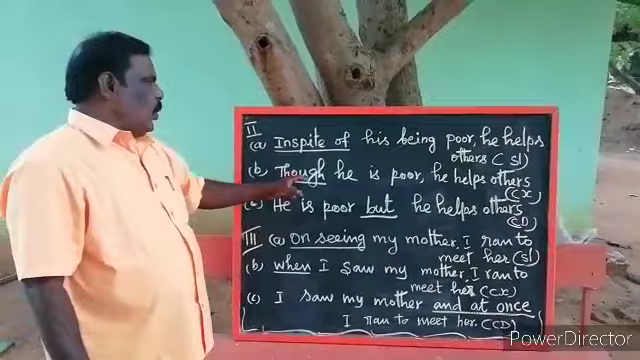 II
(a) Inspite of his being poor, he helps
others (SI)
(b) Though he is poor, he helps others
(CX)
(c) He is poor but he helps others
(CD)
III (a) on seeing my mother, I ran to
meet her (SI)
(b) when I saw my mother, I ran to
meet her (CX)
(c) I saw my mother and at once
I ran to meet her. (CD)
PowerDirector